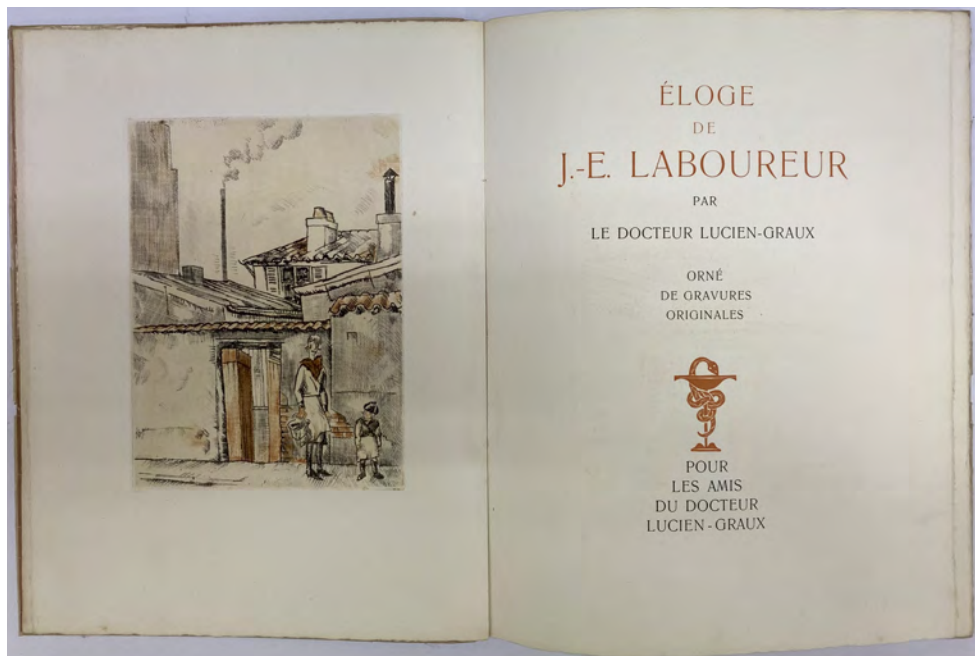 ÉLOGE
DE
J.-E. LABOUREUR
PAR
LE DOCTEUR LUCIEN-GRAUX
ORNÉ
DE GRAVURES
ORIGINALES
POUR
LES AMIS
DU DOCTEUR
LUCIEN-GRAUX